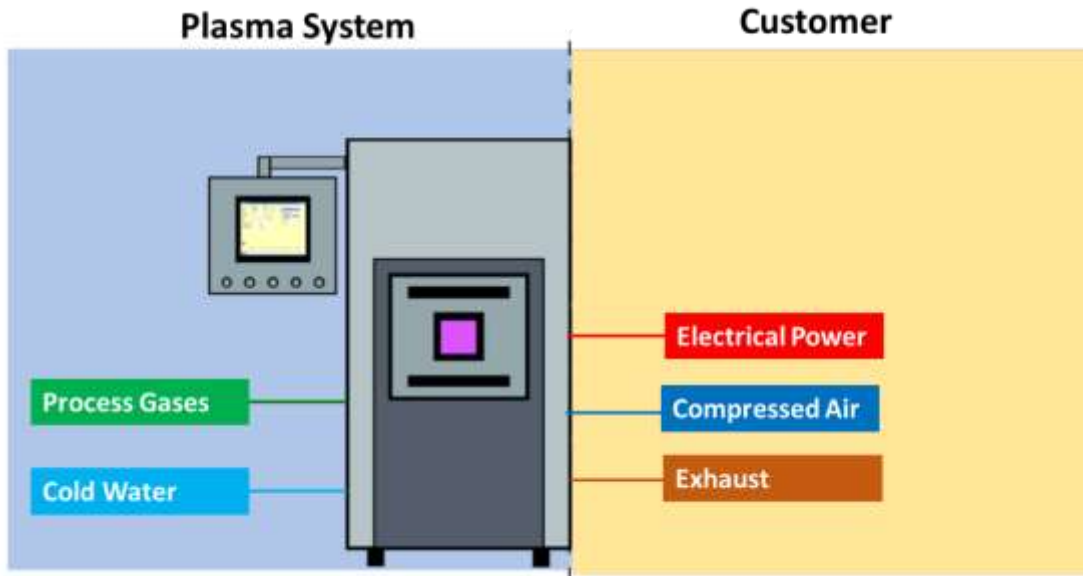 Plasma System
Customer
Electrical Power
Process Gases
Compressed Air
Cold Water
Exhaust